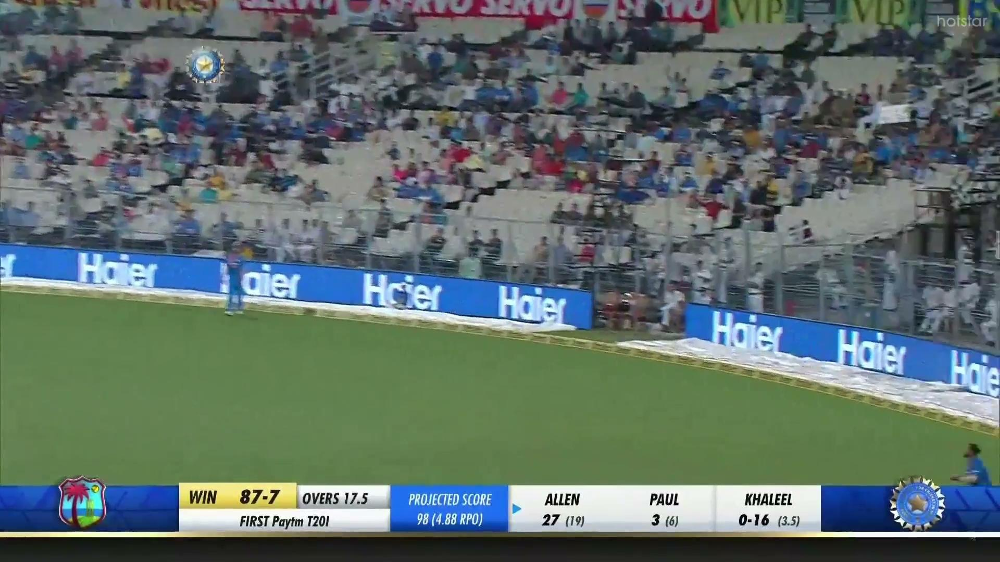 SERVO SERVO SERVO SERVO VIP VIP
hotstar
Haier Haier Haier Haier
Haier Haier Haie
WIN 87-7 OVERS 17.5
FIRST Paytm T20I
PROJECTED SCORE
98 (4.88 RPO)
ALLEN PAUL KHALEEL
27 (19) 3 (6) 0-16 (3.5)